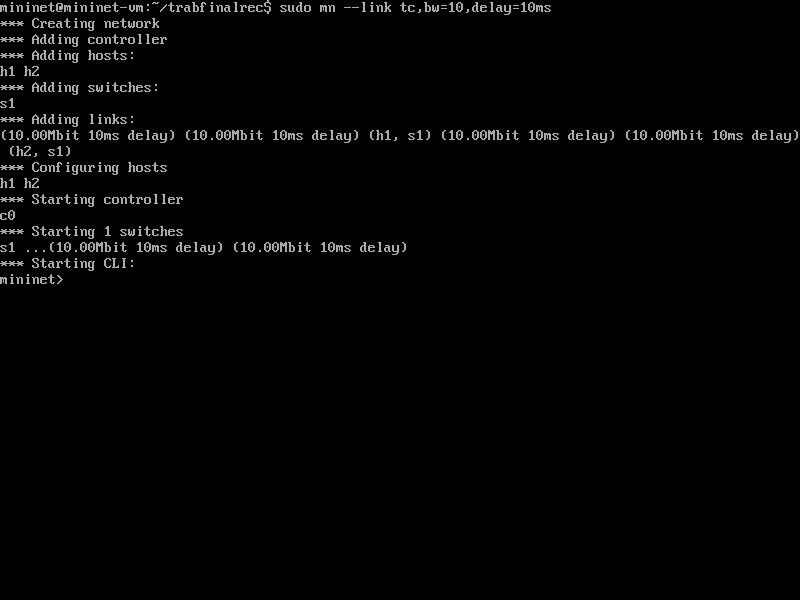 mininet@mininet-vm:~/trabfinalrec$ sudo mn --link tc,bw=10,delay=10ms
*** Creating network
*** Adding controller
*** Adding hosts:
h1 h2
*** Adding switches:
s1
*** Adding links:
(10.00Mbit 10ms delay) (10.00Mbit 10ms delay) (h1, s1) (10.00Mbit 10ms delay) (10.00Mbit 10ms delay)
 (h2, s1)
*** Configuring hosts
h1 h2
*** Starting controller
c0
*** Starting 1 switches
s1 ...(10.00Mbit 10ms delay) (10.00Mbit 10ms delay)
*** Starting CLI:
mininet>